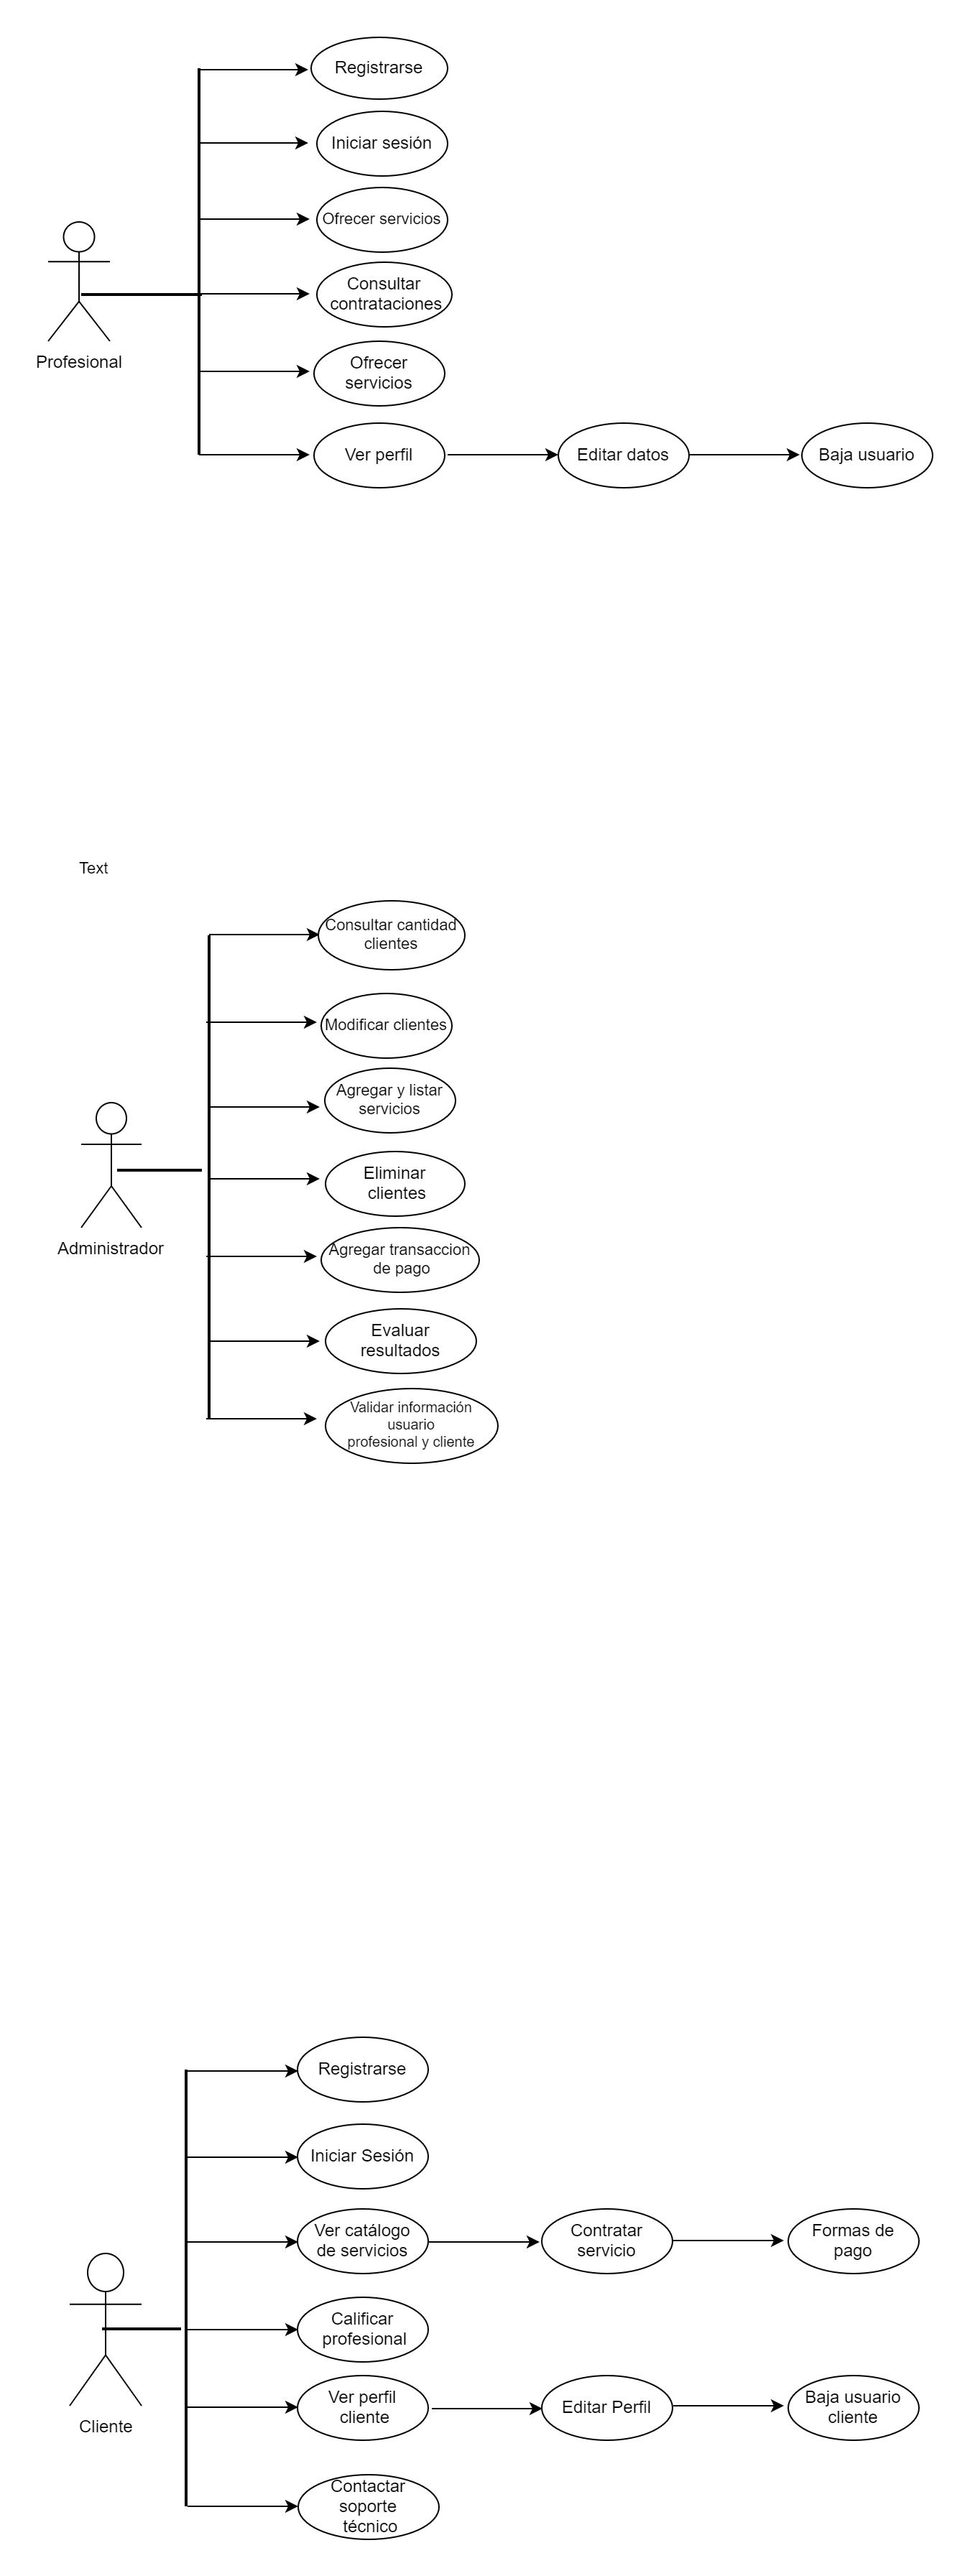 Registrarse
Iniciar sesión
Ofrecer servicios
Consultar
contrataciones
Profesional
Ofrecer
servicios
Ver perfil
Editar datos
Baja usuario
Text
Consultar cantidad
clientes
Modificar clientes
Agregar y listar
servicios
Eliminar
clientes
Administrador
Agregar transaccion
de pago
Evaluar
resultados
Validar información
usuario
profesional y cliente
Registrarse
Iniciar Sesión
Ver catálogo
de servicios
Contratar
servicio
Formas de
pago
Calificar
profesional
Ver perfil
cliente
Editar Perfil
Baja usuario
cliente
Cliente
Contactar
soporte
técnico